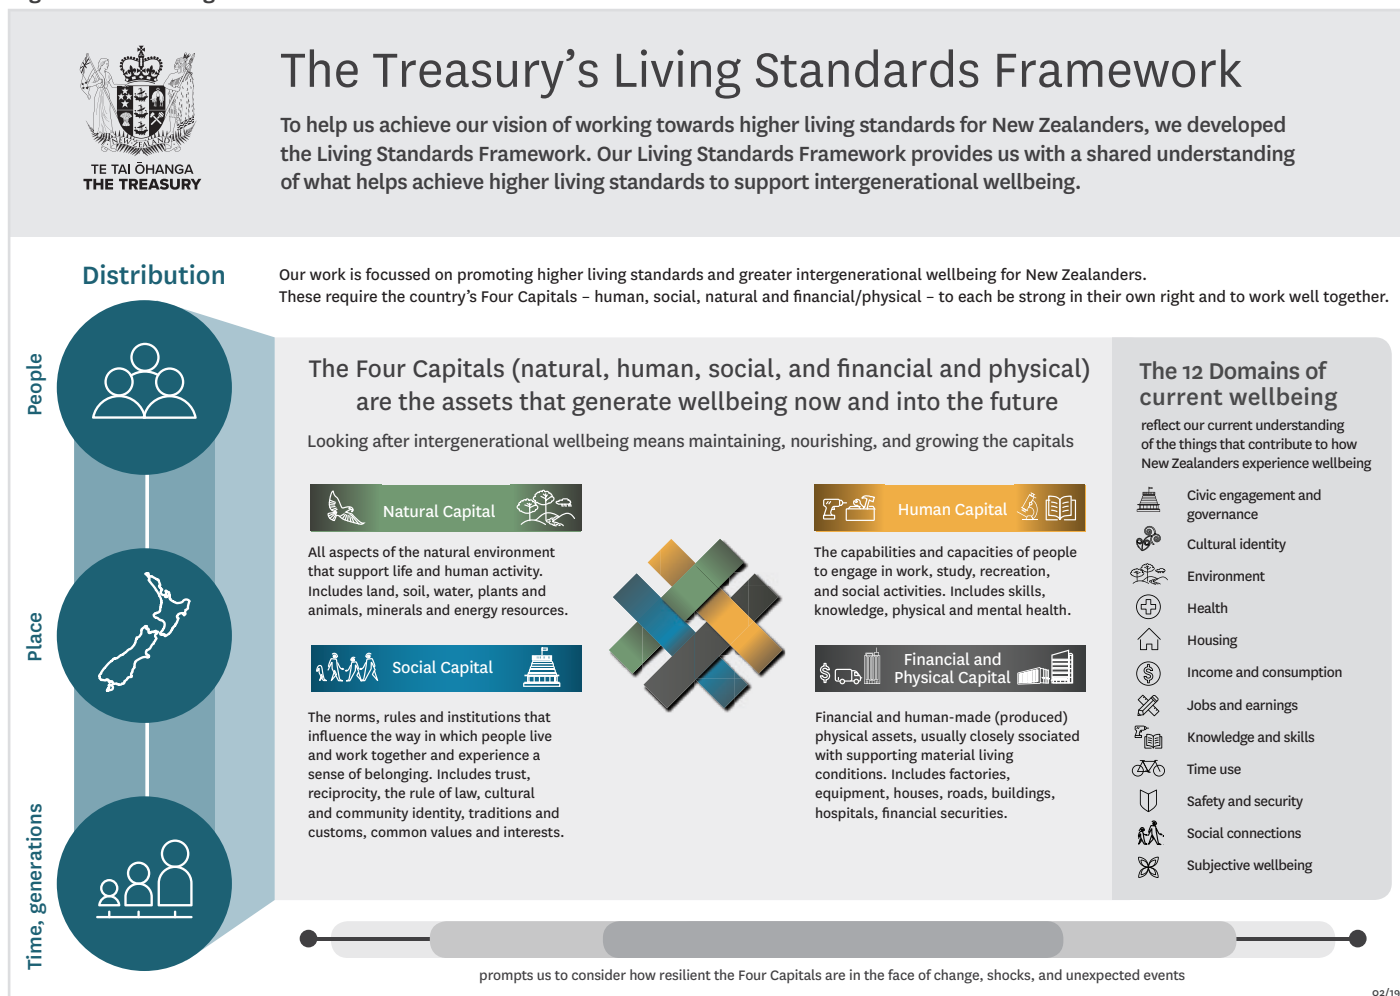 The Treasury's Living Standards Framework
To help us achieve our vision of working towards higher living standards for New Zealanders, we developed
the Living Standards Framework. Our Living Standards Framework provides us with a shared understanding
of what helps achieve higher living standards to support intergenerational wellbeing.
NEW ZEALAND
TE TAI ŌHANGA
THE TREASURY
Distribution
People
Place
Time, generations
Our work is focussed on promoting higher living standards and greater intergenerational wellbeing for New Zealanders.
These require the country's Four Capitals – human, social, natural and financial/physical – to each be strong in their own right and to work well together.
The Four Capitals (natural, human, social, and financial and physical)
are the assets that generate wellbeing now and into the future
Looking after intergenerational wellbeing means maintaining, nourishing, and growing the capitals
Natural Capital
All aspects of the natural environment
that support life and human activity.
Includes land, soil, water, plants and
animals, minerals and energy resources.
Social Capital
The norms, rules and institutions that
influence the way in which people live
and work together and experience a
sense of belonging. Includes trust,
reciprocity, the rule of law, cultural
and community identity, traditions and
customs, common values and interests.
Human Capital
The capabilities and capacities of people
to engage in work, study, recreation,
and social activities. Includes skills,
knowledge, physical and mental health.
$
Financial and
Physical Capital
Financial and human-made (produced)
physical assets, usually closely ssociated
with supporting material living
conditions. Includes factories,
equipment, houses, roads, buildings,
hospitals, financial securities.
The 12 Domains of
current wellbeing
reflect our current understanding
of the things that contribute to how
New Zealanders experience wellbeing
Civic engagement and
governance
Cultural identity
Environment
Health
Housing
$ Income and consumption
Jobs and earnings
Knowledge and skills
Time use
Safety and security
Social connections
Subjective wellbeing
prompts us to consider how resilient the Four Capitals are in the face of change, shocks, and unexpected events
02/19